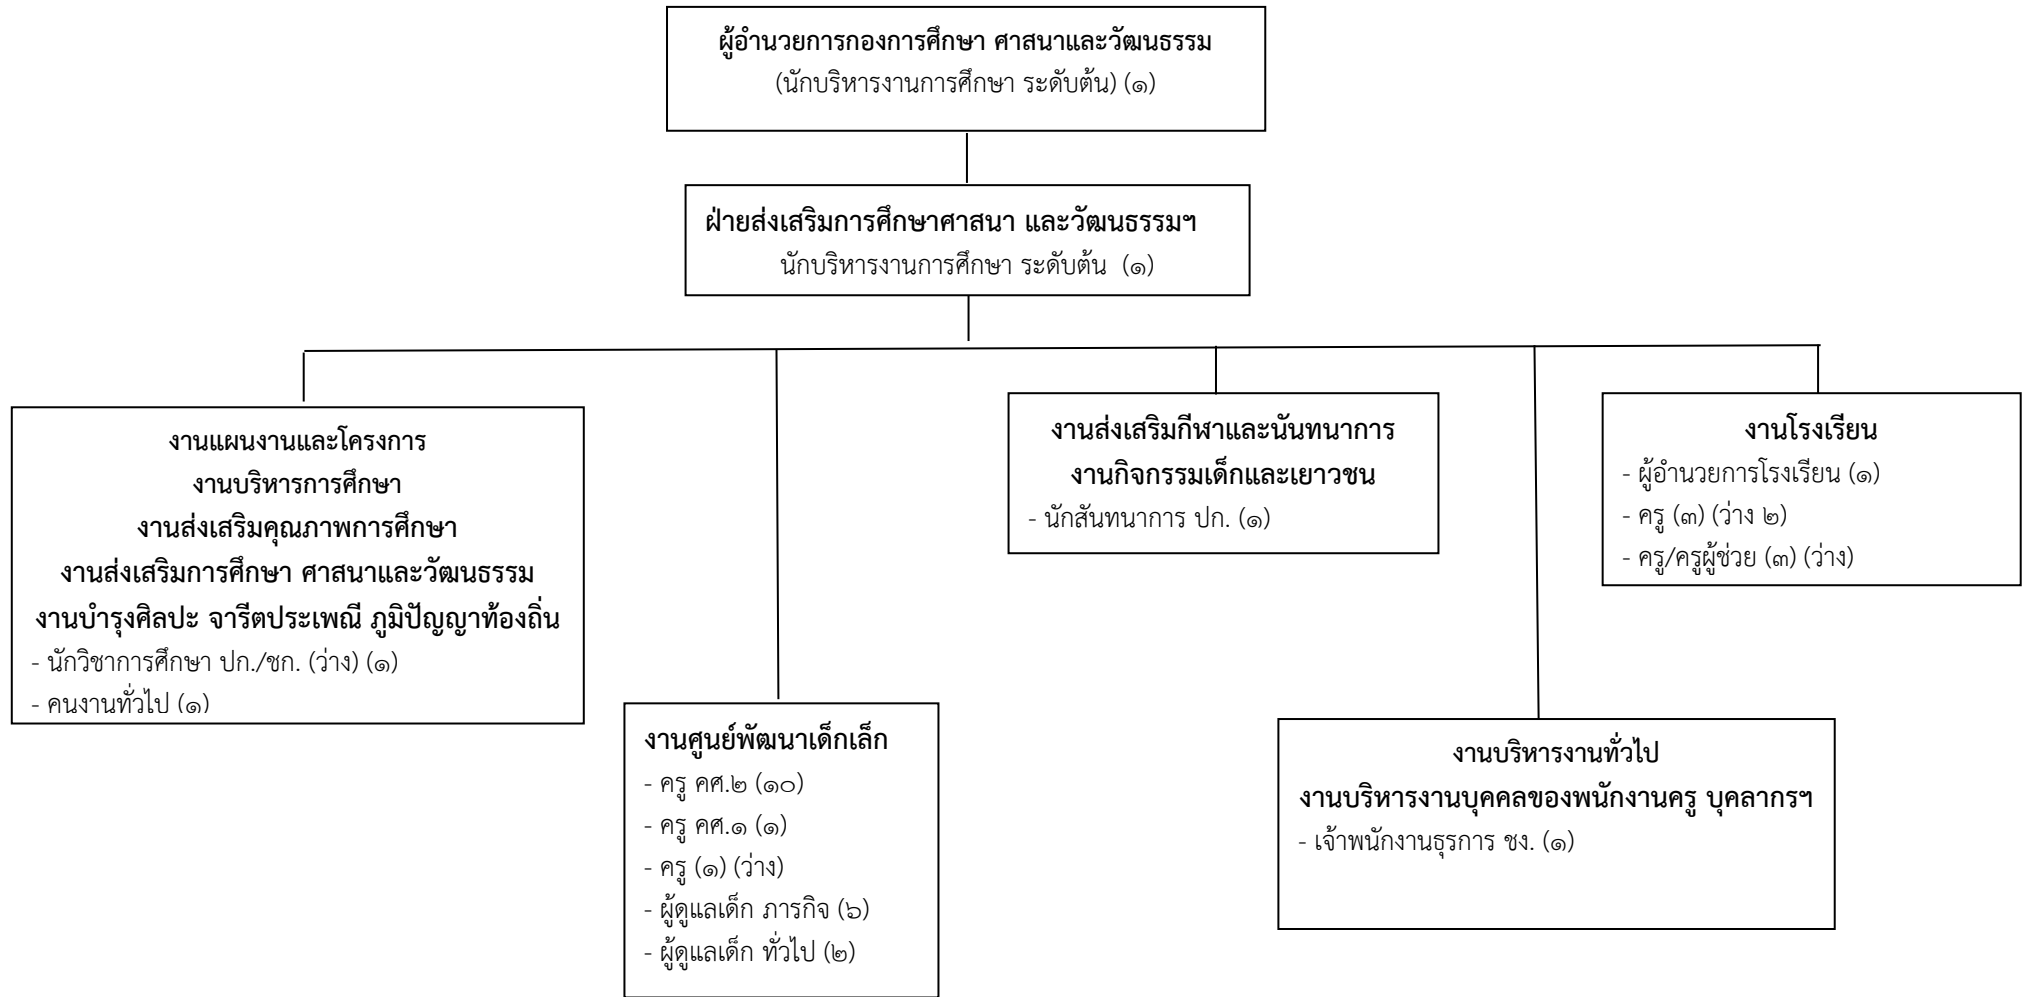 ผู้อำนวยการกองการศึกษา ศาสนาและวัฒนธรรม
(นักบริหารงานการศึกษา ระดับต้น) (๑)
ฝ่ายส่งเสริมการศึกษาศาสนา และวัฒนธรรมฯ
นักบริหารงานการศึกษา ระดับต้น (๑)
งานแผนงานและโครงการ
งานบริหารการศึกษา
งานส่งเสริมคุณภาพการศึกษา
งานส่งเสริมการศึกษา ศาสนาและวัฒนธรรม
งานบำรุงศิลปะ จารีตประเพณี ภูมิปัญญาท้องถิ่น
- นักวิชาการศึกษา ปก./ชก. (ว่าง) (๑)
- คนงานทั่วไป (๑)
งานศูนย์พัฒนาเด็กเล็ก
- ครู คศ.๒ (๑๐)
- ครู คศ.๑ (๑)
- ครู (๑) (ว่าง)
- ผู้ดูแลเด็ก ภารกิจ (๖)
- ผู้ดูแลเด็ก ทั่วไป (๒)
งานส่งเสริมกีฬาและนันทนาการ
งานกิจกรรมเด็กและเยาวชน
- นักสันทนาการ ปก. (๑)
งานบริหารงานทั่วไป
งานบริหารงานบุคคลของพนักงานครู บุคลากรฯ
- เจ้าพนักงานธุรการ ชง. (๑)
งานโรงเรียน
- ผู้อำนวยการโรงเรียน (๑)
- ครู (๓) (ว่าง ๒)
- ครู/ครูผู้ช่วย (๓) (ว่าง)